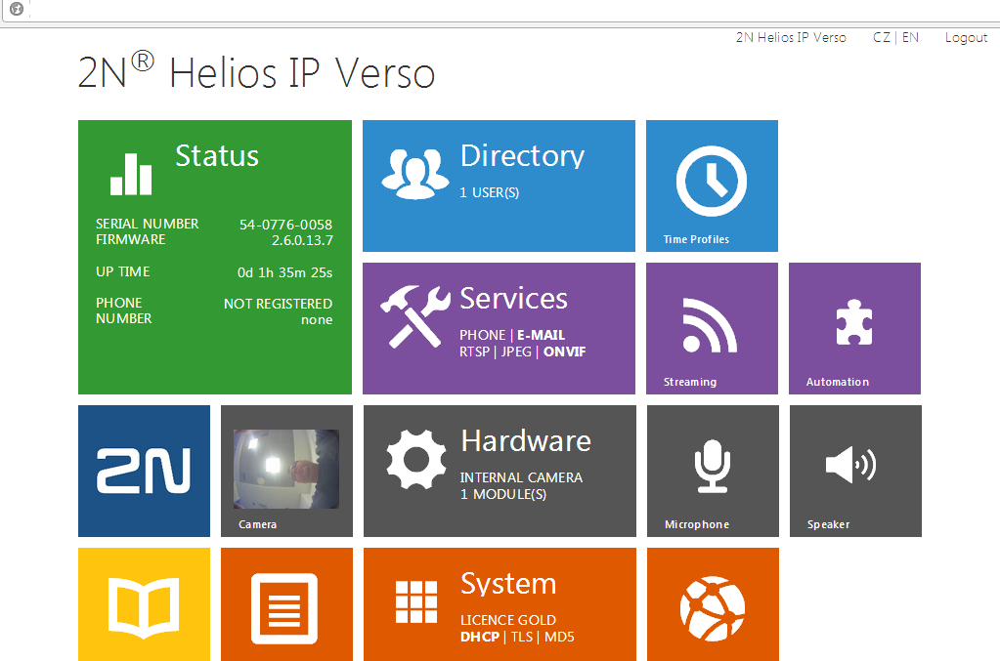 2N Helios IP Verso CZ | EN Logout
2N® Helios IP Verso
Status
SERIAL NUMBER 54-0776-0058
FIRMWARE 2.6.0.13.7
UP TIME 0d 1h 35m 25s
PHONE NOT REGISTERED
NUMBER none
Directory
1 USER(S)
Time Profiles
Services
PHONE | E-MAIL
RTSP | JPEG | ONVIF
Streaming
Automation
2N
Camera
Hardware
INTERNAL CAMERA
1 MODULE(S)
Microphone
Speaker
System
LICENCE GOLD
DHCP | TLS | MD5